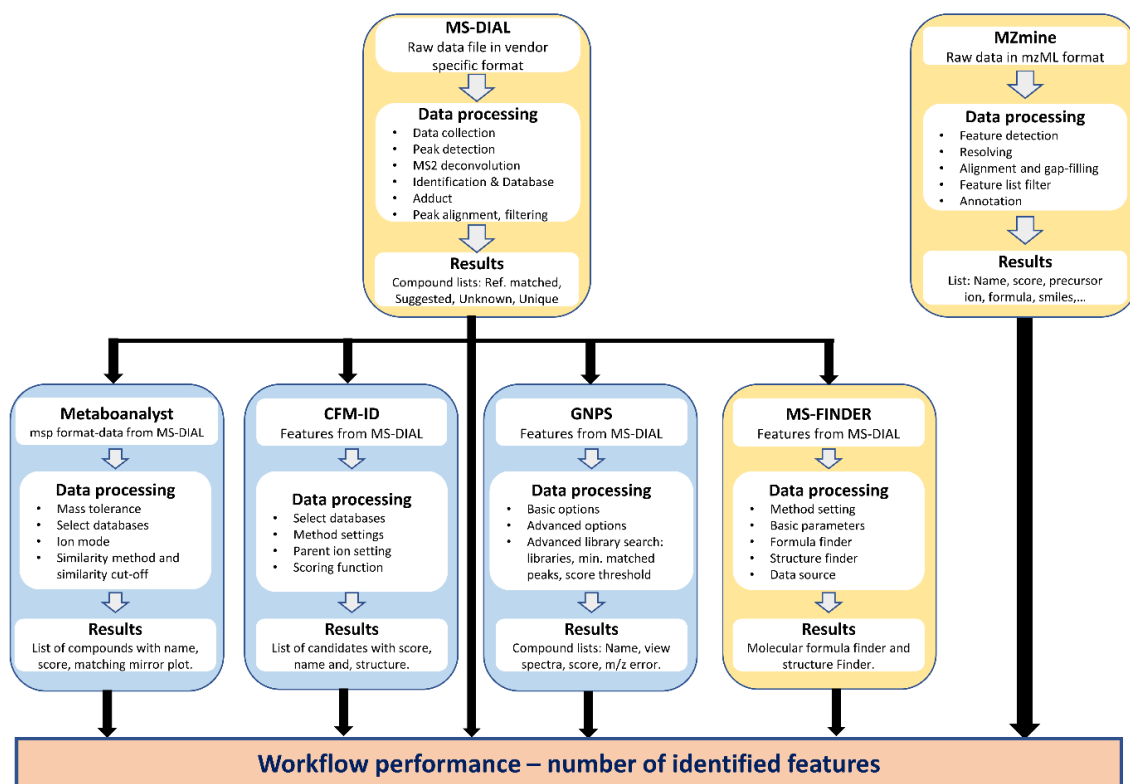 MS-DIAL
Raw data file in vendor
specific format
Data processing
• Data collection
• Peak detection
• MS2 deconvolution
• Identification & Database
• Adduct
• Peak alignment, filtering
Results
Compound lists: Ref. matched,
Suggested, Unknown, Unique
MZmine
Raw data in mzML format
Data processing
• Feature detection
• Resolving
• Alignment and gap-filling
• Feature list filter
• Annotation
Results
List: Name, score, precursor
ion, formula, smiles,...
Metaboanalyst
msp format-data from MS-DIAL
Data processing
• Mass tolerance
• Select databases
• Ion mode
• Similarity method and
similarity cut-off
Results
List of compounds with name,
score, matching mirror plot.
CFM-ID
Features from MS-DIAL
Data processing
• Select databases
• Method settings
• Parent ion setting
• Scoring function
Results
List of candidates with score,
name and, structure.
GNPS
Features from MS-DIAL
Data processing
• Basic options
• Advanced options
• Advanced library search:
libraries, min. matched
peaks, score threshold
Results
Compound lists: Name, view
spectra, score, m/z error.
MS-FINDER
Features from MS-DIAL
Data processing
• Method setting
• Basic parameters
• Formula finder
• Structure finder
• Data source
Results
Molecular formula finder and
structure Finder.
Workflow performance – number of identified features